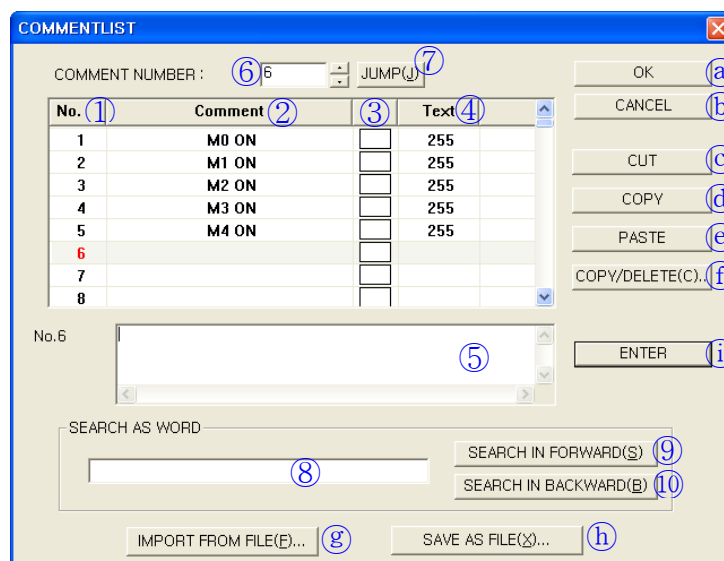 COMMENTLIST
COMMENT NUMBER : ⑥ 6 JUMP(J) ⑦
OK ⓐ
CANCEL ⓑ
No. ① Comment ② ③ Text ④
1 M0 ON 255
2 M1 ON 255
3 M2 ON 255
4 M3 ON 255
5 M4 ON 255
6
7
8
CUT ⓒ
COPY ⓓ
PASTE ⓔ
COPY/DELETE(C).. ⓕ
No.6 ⑤
ENTER ⓘ
SEARCH AS WORD
⑧
SEARCH IN FORWARD(S) ⑨
SEARCH IN BACKWARD(B) ⑩
IMPORT FROM FILE(F)... ⓖ SAVE AS FILE(X)... ⓗ